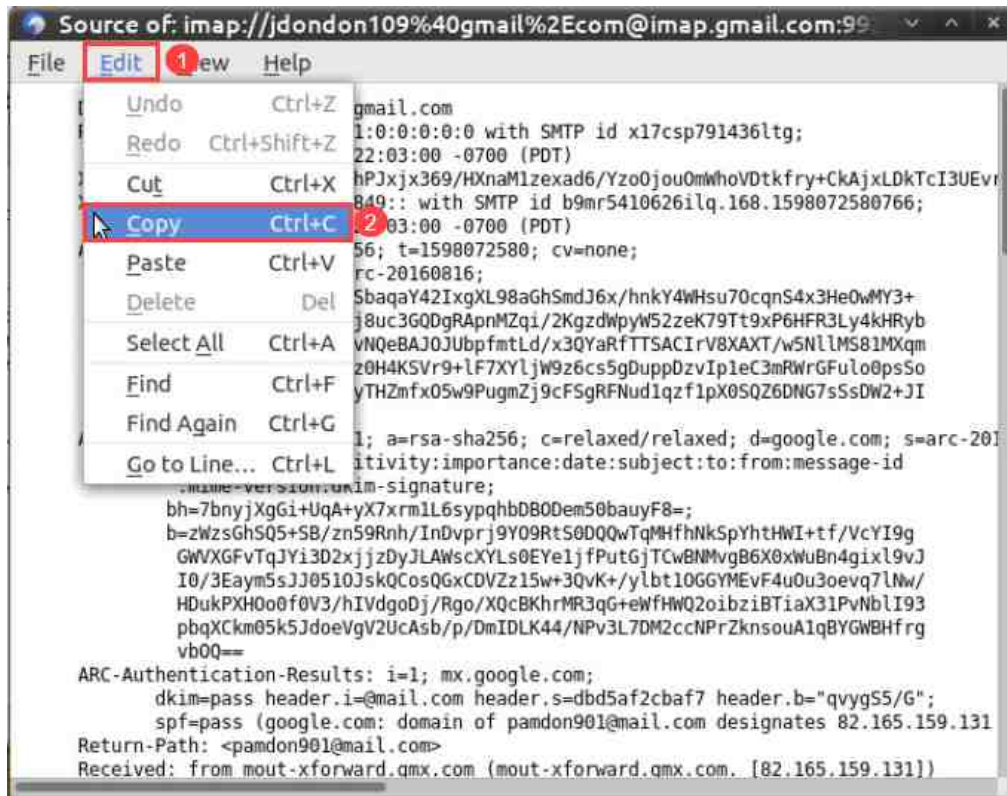 Source of: imap://jdondon109%40gmail%2Ecom@imap.gmail.com:99
File Edit 1 ew Help
Undo Ctrl+Z
Redo Ctrl+Shift+Z
Cut Ctrl+X
Copy Ctrl+C 2
Paste Ctrl+V
Delete Del
Select All Ctrl+A
Find Ctrl+F
Find Again Ctrl+G
Go to Line... Ctrl+L
gmail.com
1:0:0:0:0:0 with SMTP id x17csp791436ltg;
22:03:00 -0700 (PDT)
hPJxjx369/HXnaM1zexad6/YzoOjouOmWhoVDtkfry+CkAjxLDkTcI3UEvr
849:: with SMTP id b9mr5410626ilq.168.1598072580766;
03:00 -0700 (PDT)
56; t=1598072580; cv=none;
rc-20160816;
SbaqaY42IxgXL98aGhSmdJ6x/hnkY4WHsu7OcqnS4x3HeOwMY3+
j8uc3GQDgRApnMZqi/2KgzdWpyW52zeK79Tt9xP6HFR3Ly4kHRyb
vNQeBAJOJUbpfmtLd/x3QYaRfTTSACIrV8XAXT/w5NllMS81MXqm
z0H4KSVr9+lF7XYljW9z6cs5gDuppDzvIp1eC3mRWrGFulo0psSo
yTHZmfxO5w9PugmZj9cFSgRFNud1qzf1pX0SQZ6DNG7sSsDW2+JI
1; a=rsa-sha256; c=relaxed/relaxed; d=google.com; s=arc-201
itivity:importance:date:subject:to:from:message-id
:mime-version:dkim-signature;
bh=7bnyjXgGi+UqA+yX7xrm1L6sypqhbDBODem50bauyF8=;
b=zWzsGhSQ5+SB/zn59Rnh/InDvprj9YO9RtS0DQQwTqMHfhNkSpYhtHWI+tf/VcYI9g
GWVXGFvTqJYi3D2xjjzDyJLAWscXYLs0EYe1jfPutGjTCwBNMvgB6X0xWuBn4gixl9vJ
I0/3Eaym5sJJ051OJskQCosQGxCDVZz15w+3QvK+/ylbt1OGGYMEvF4uOu3oevq7lNw/
HDukPXHOo0f0V3/hIVdgoDj/Rgo/XQcBKhrMR3qG+eWfHWQ2oibziBTiaX31PvNblI93
pbqXCkm05k5JdoeVgV2UcAsb/p/DmIDLK44/NPv3L7DM2ccNPrZknsouA1qBYGWBHfrg
vbOQ==
ARC-Authentication-Results: i=1; mx.google.com;
dkim=pass header.i=@mail.com header.s=dbd5af2cbaf7 header.b="qvygS5/G";
spf=pass (google.com: domain of pamdon901@mail.com designates 82.165.159.131
Return-Path: <pamdon901@mail.com>
Received: from mout-xforward.gmx.com (mout-xforward.gmx.com. [82.165.159.131])